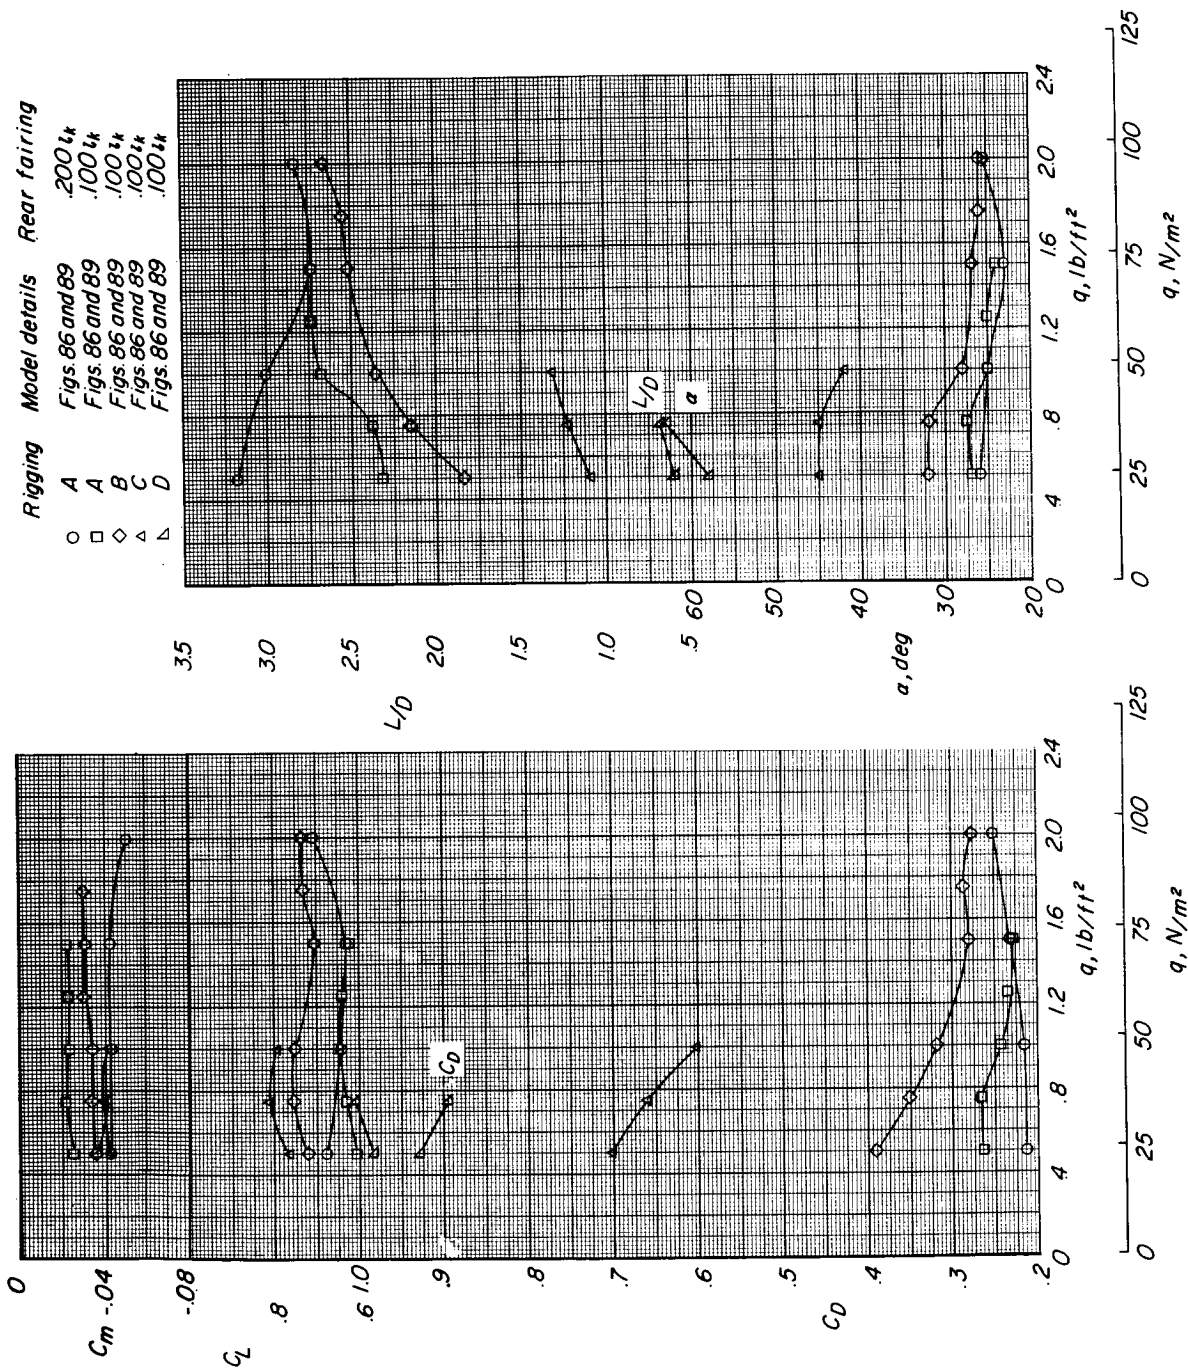 Rigging Model details Rear fairing
○ A Figs. 86 and 89 .200 lk
□ A Figs. 86 and 89 .100 lk
◇ B Figs. 86 and 89 .100 lk
△ C Figs. 86 and 89 .100 lk
◺ D Figs. 86 and 89 .100 lk
3.5
3.0
2.5
2.0
1.5
1.0
.5
L/D
60
50
40
30
20
α, deg
L/D
α
0 .4 .8 1.2 1.6 2.0 2.4
q, lb/ft²
0 25 50 75 100 125
q, N/m²
0
-.04
-.08
Cm
.8
.6
CL
1.0
.9
.8
.7
.6
.5
.4
.3
.2
CD
CD
0 .4 .8 1.2 1.6 2.0 2.4
q, lb/ft²
0 25 50 75 100 125
q, N/m²